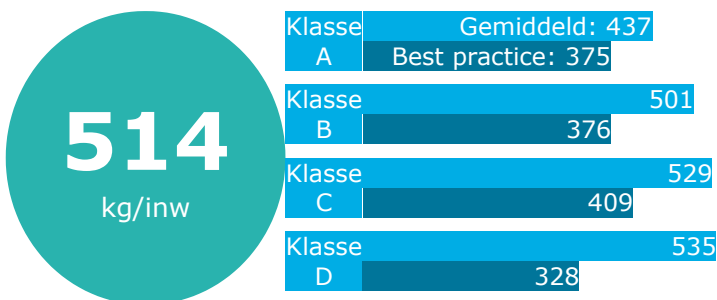 514
kg/inw
Klasse A
Gemiddeld: 437
Best practice: 375
Klasse B
501
376
Klasse C
529
409
Klasse D
535
328